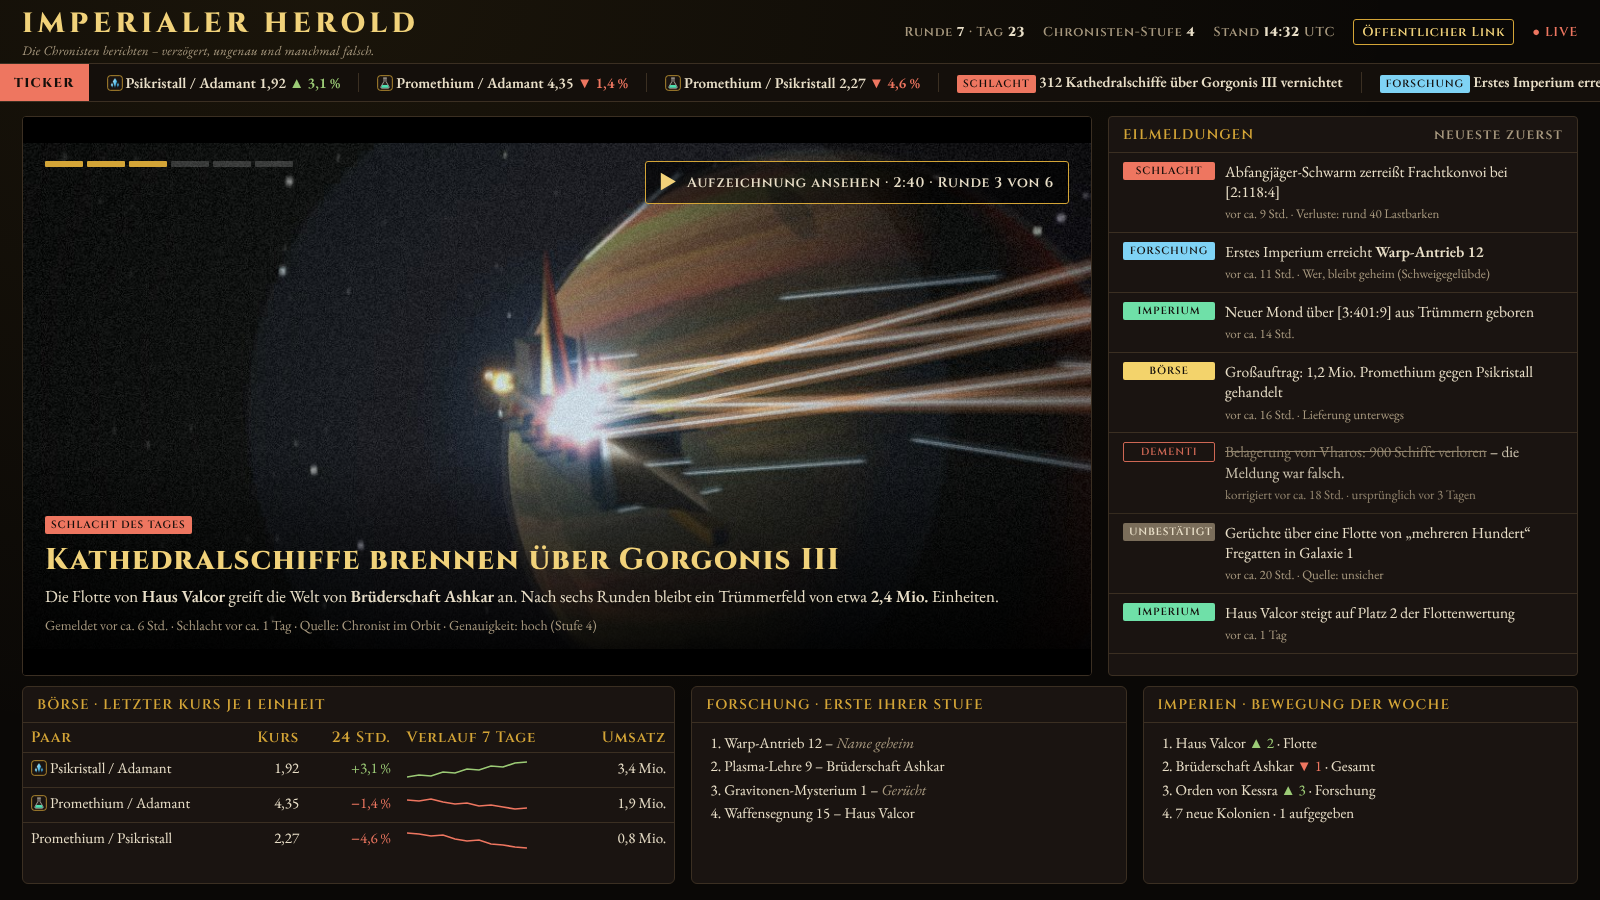 IMPERIALER HEROLD
Die Chronisten berichten – verzögert, ungenau und manchmal falsch.
Runde 7 · Tag 23 Chronisten-Stufe 4 Stand 14:32 UTC Öffentlicher Link ● LIVE
TICKER Psikristall / Adamant 1,92 ▲ 3,1 % Promethium / Adamant 4,35 ▼ 1,4 % Promethium / Psikristall 2,27 ▼ 4,6 % SCHLACHT 312 Kathedralschiffe über Gorgonis III vernichtet FORSCHUNG Erstes Imperium erre
▶ Aufzeichnung ansehen · 2:40 · Runde 3 von 6
SCHLACHT DES TAGES
Kathedralschiffe brennen über Gorgonis III
Die Flotte von Haus Valcor greift die Welt von Brüderschaft Ashkar an. Nach sechs Runden bleibt ein Trümmerfeld von etwa 2,4 Mio. Einheiten.
Gemeldet vor ca. 6 Std. · Schlacht vor ca. 1 Tag · Quelle: Chronist im Orbit · Genauigkeit: hoch (Stufe 4)
EILMELDUNGEN NEUESTE ZUERST
SCHLACHT Abfangjäger-Schwarm zerreißt Frachtkonvoi bei
[2:118:4]
vor ca. 9 Std. · Verluste: rund 40 Lastbarken
FORSCHUNG Erstes Imperium erreicht Warp-Antrieb 12
vor ca. 11 Std. · Wer, bleibt geheim (Schweigegelübde)
IMPERIUM Neuer Mond über [3:401:9] aus Trümmern geboren
vor ca. 14 Std.
BÖRSE Großauftrag: 1,2 Mio. Promethium gegen Psikristall
gehandelt
vor ca. 16 Std. · Lieferung unterwegs
DEMENTI Belagerung von Vharos: 900 Schiffe verloren – die
Meldung war falsch.
korrigiert vor ca. 18 Std. · ursprünglich vor 3 Tagen
UNBESTÄTIGT Gerüchte über eine Flotte von „mehreren Hundert“
Fregatten in Galaxie 1
vor ca. 20 Std. · Quelle: unsicher
IMPERIUM Haus Valcor steigt auf Platz 2 der Flottenwertung
vor ca. 1 Tag
BÖRSE · LETZTER KURS JE 1 EINHEIT
Paar Kurs 24 Std. Verlauf 7 Tage Umsatz
Psikristall / Adamant 1,92 +3,1 % 3,4 Mio.
Promethium / Adamant 4,35 −1,4 % 1,9 Mio.
Promethium / Psikristall 2,27 −4,6 % 0,8 Mio.
FORSCHUNG · ERSTE IHRER STUFE
1. Warp-Antrieb 12 – Name geheim
2. Plasma-Lehre 9 – Brüderschaft Ashkar
3. Gravitonen-Mysterium 1 – Gerücht
4. Waffensegnung 15 – Haus Valcor
IMPERIEN · BEWEGUNG DER WOCHE
1. Haus Valcor ▲ 2 · Flotte
2. Brüderschaft Ashkar ▼ 1 · Gesamt
3. Orden von Kessra ▲ 3 · Forschung
4. 7 neue Kolonien · 1 aufgegeben